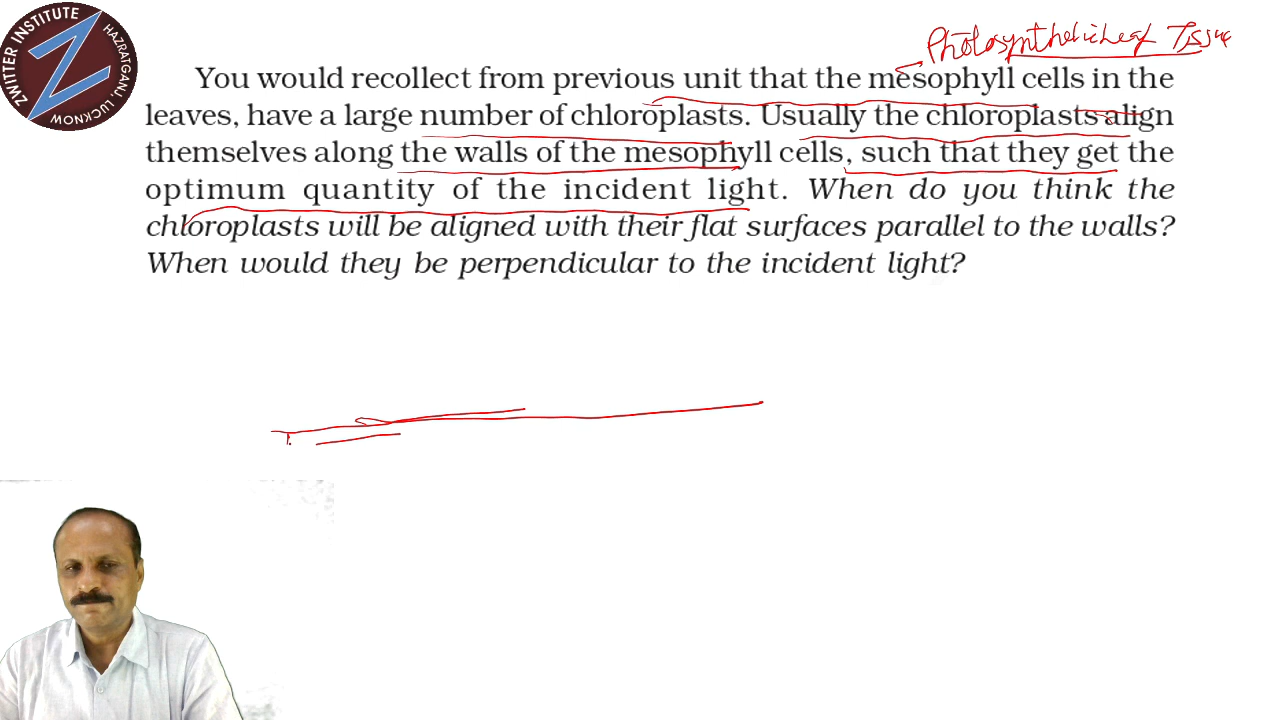 ZWITTER INSTITUTE
HAZRATGANJ, LUCKNOW
Z
Photosynthetic Leaf Tissue
You would recollect from previous unit that the mesophyll cells in the
leaves, have a large number of chloroplasts. Usually the chloroplasts align
themselves along the walls of the mesophyll cells, such that they get the
optimum quantity of the incident light. When do you think the
chloroplasts will be aligned with their flat surfaces parallel to the walls?
When would they be perpendicular to the incident light?